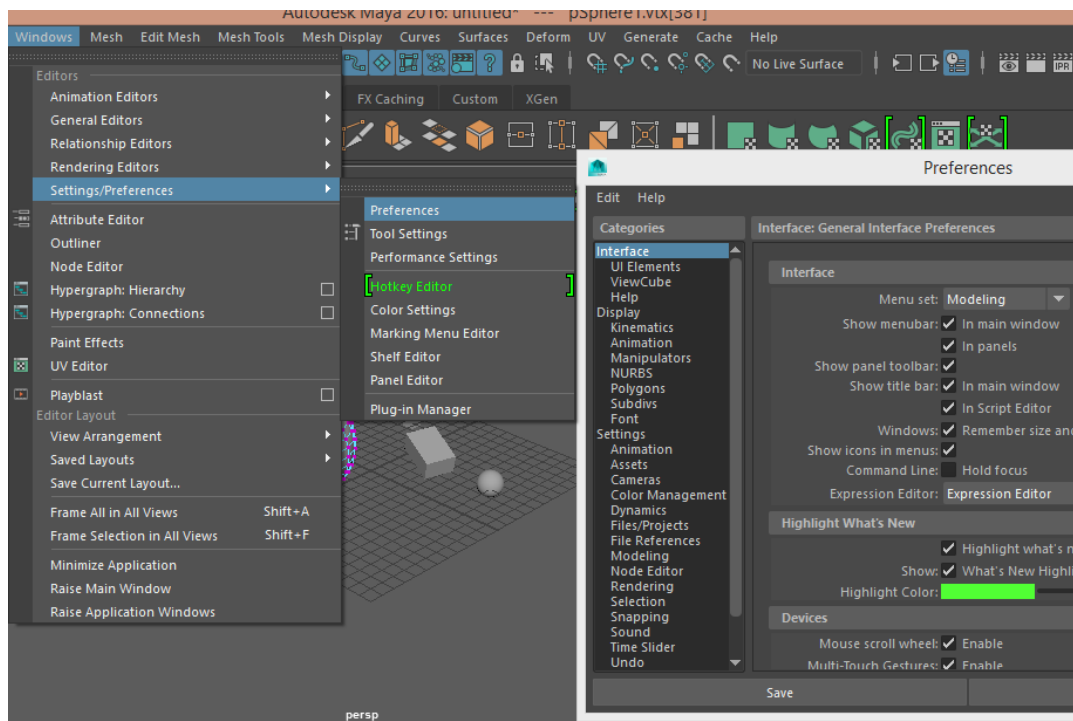 Autodesk Maya 2016: untitled* --- pSphere1.vtx[381]
Windows Mesh Edit Mesh Mesh Tools Mesh Display Curves Surfaces Deform UV Generate Cache Help
No Live Surface
IPR
FX Caching Custom XGen
Editors
Animation Editors
General Editors
Relationship Editors
Rendering Editors
Settings/Preferences
Attribute Editor
Outliner
Node Editor
Hypergraph: Hierarchy
Hypergraph: Connections
Paint Effects
UV Editor
Playblast
Editor Layout
View Arrangement
Saved Layouts
Save Current Layout...
Frame All in All Views Shift+A
Frame Selection in All Views Shift+F
Minimize Application
Raise Main Window
Raise Application Windows
Preferences
Tool Settings
Performance Settings
Hotkey Editor
Color Settings
Marking Menu Editor
Shelf Editor
Panel Editor
Plug-in Manager
persp
Preferences
Edit Help
Categories
Interface
UI Elements
ViewCube
Help
Display
Kinematics
Animation
Manipulators
NURBS
Polygons
Subdivs
Font
Settings
Animation
Assets
Cameras
Color Management
Dynamics
Files/Projects
File References
Modeling
Node Editor
Rendering
Selection
Snapping
Sound
Time Slider
Undo
Interface: General Interface Preferences
Interface
Menu set: Modeling
Show menubar: In main window
In panels
Show panel toolbar:
Show title bar: In main window
In Script Editor
Windows: Remember size and
Show icons in menus:
Command Line: Hold focus
Expression Editor: Expression Editor
Highlight What's New
Highlight what's n
Show: What's New Highli
Highlight Color:
Devices
Mouse scroll wheel: Enable
Multi-Touch Gestures: Enable
Save